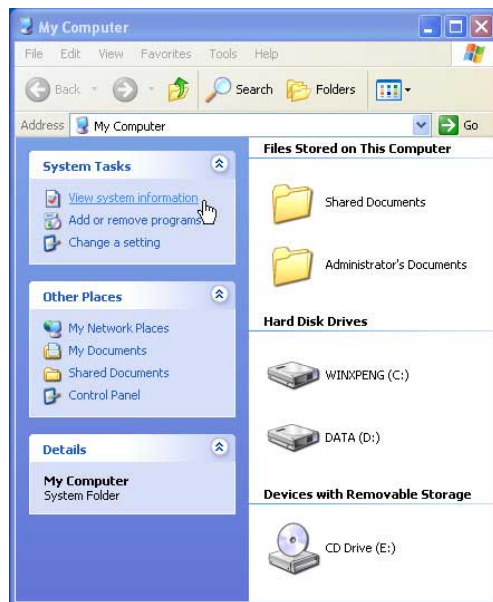 My Computer
File Edit View Favorites Tools Help
Back Search Folders
Address My Computer Go
System Tasks
View system information
Add or remove programs
Change a setting
Other Places
My Network Places
My Documents
Shared Documents
Control Panel
Details
My Computer
System Folder
Files Stored on This Computer
Shared Documents
Administrator's Documents
Hard Disk Drives
WINXPENG (C:)
DATA (D:)
Devices with Removable Storage
CD Drive (E:)